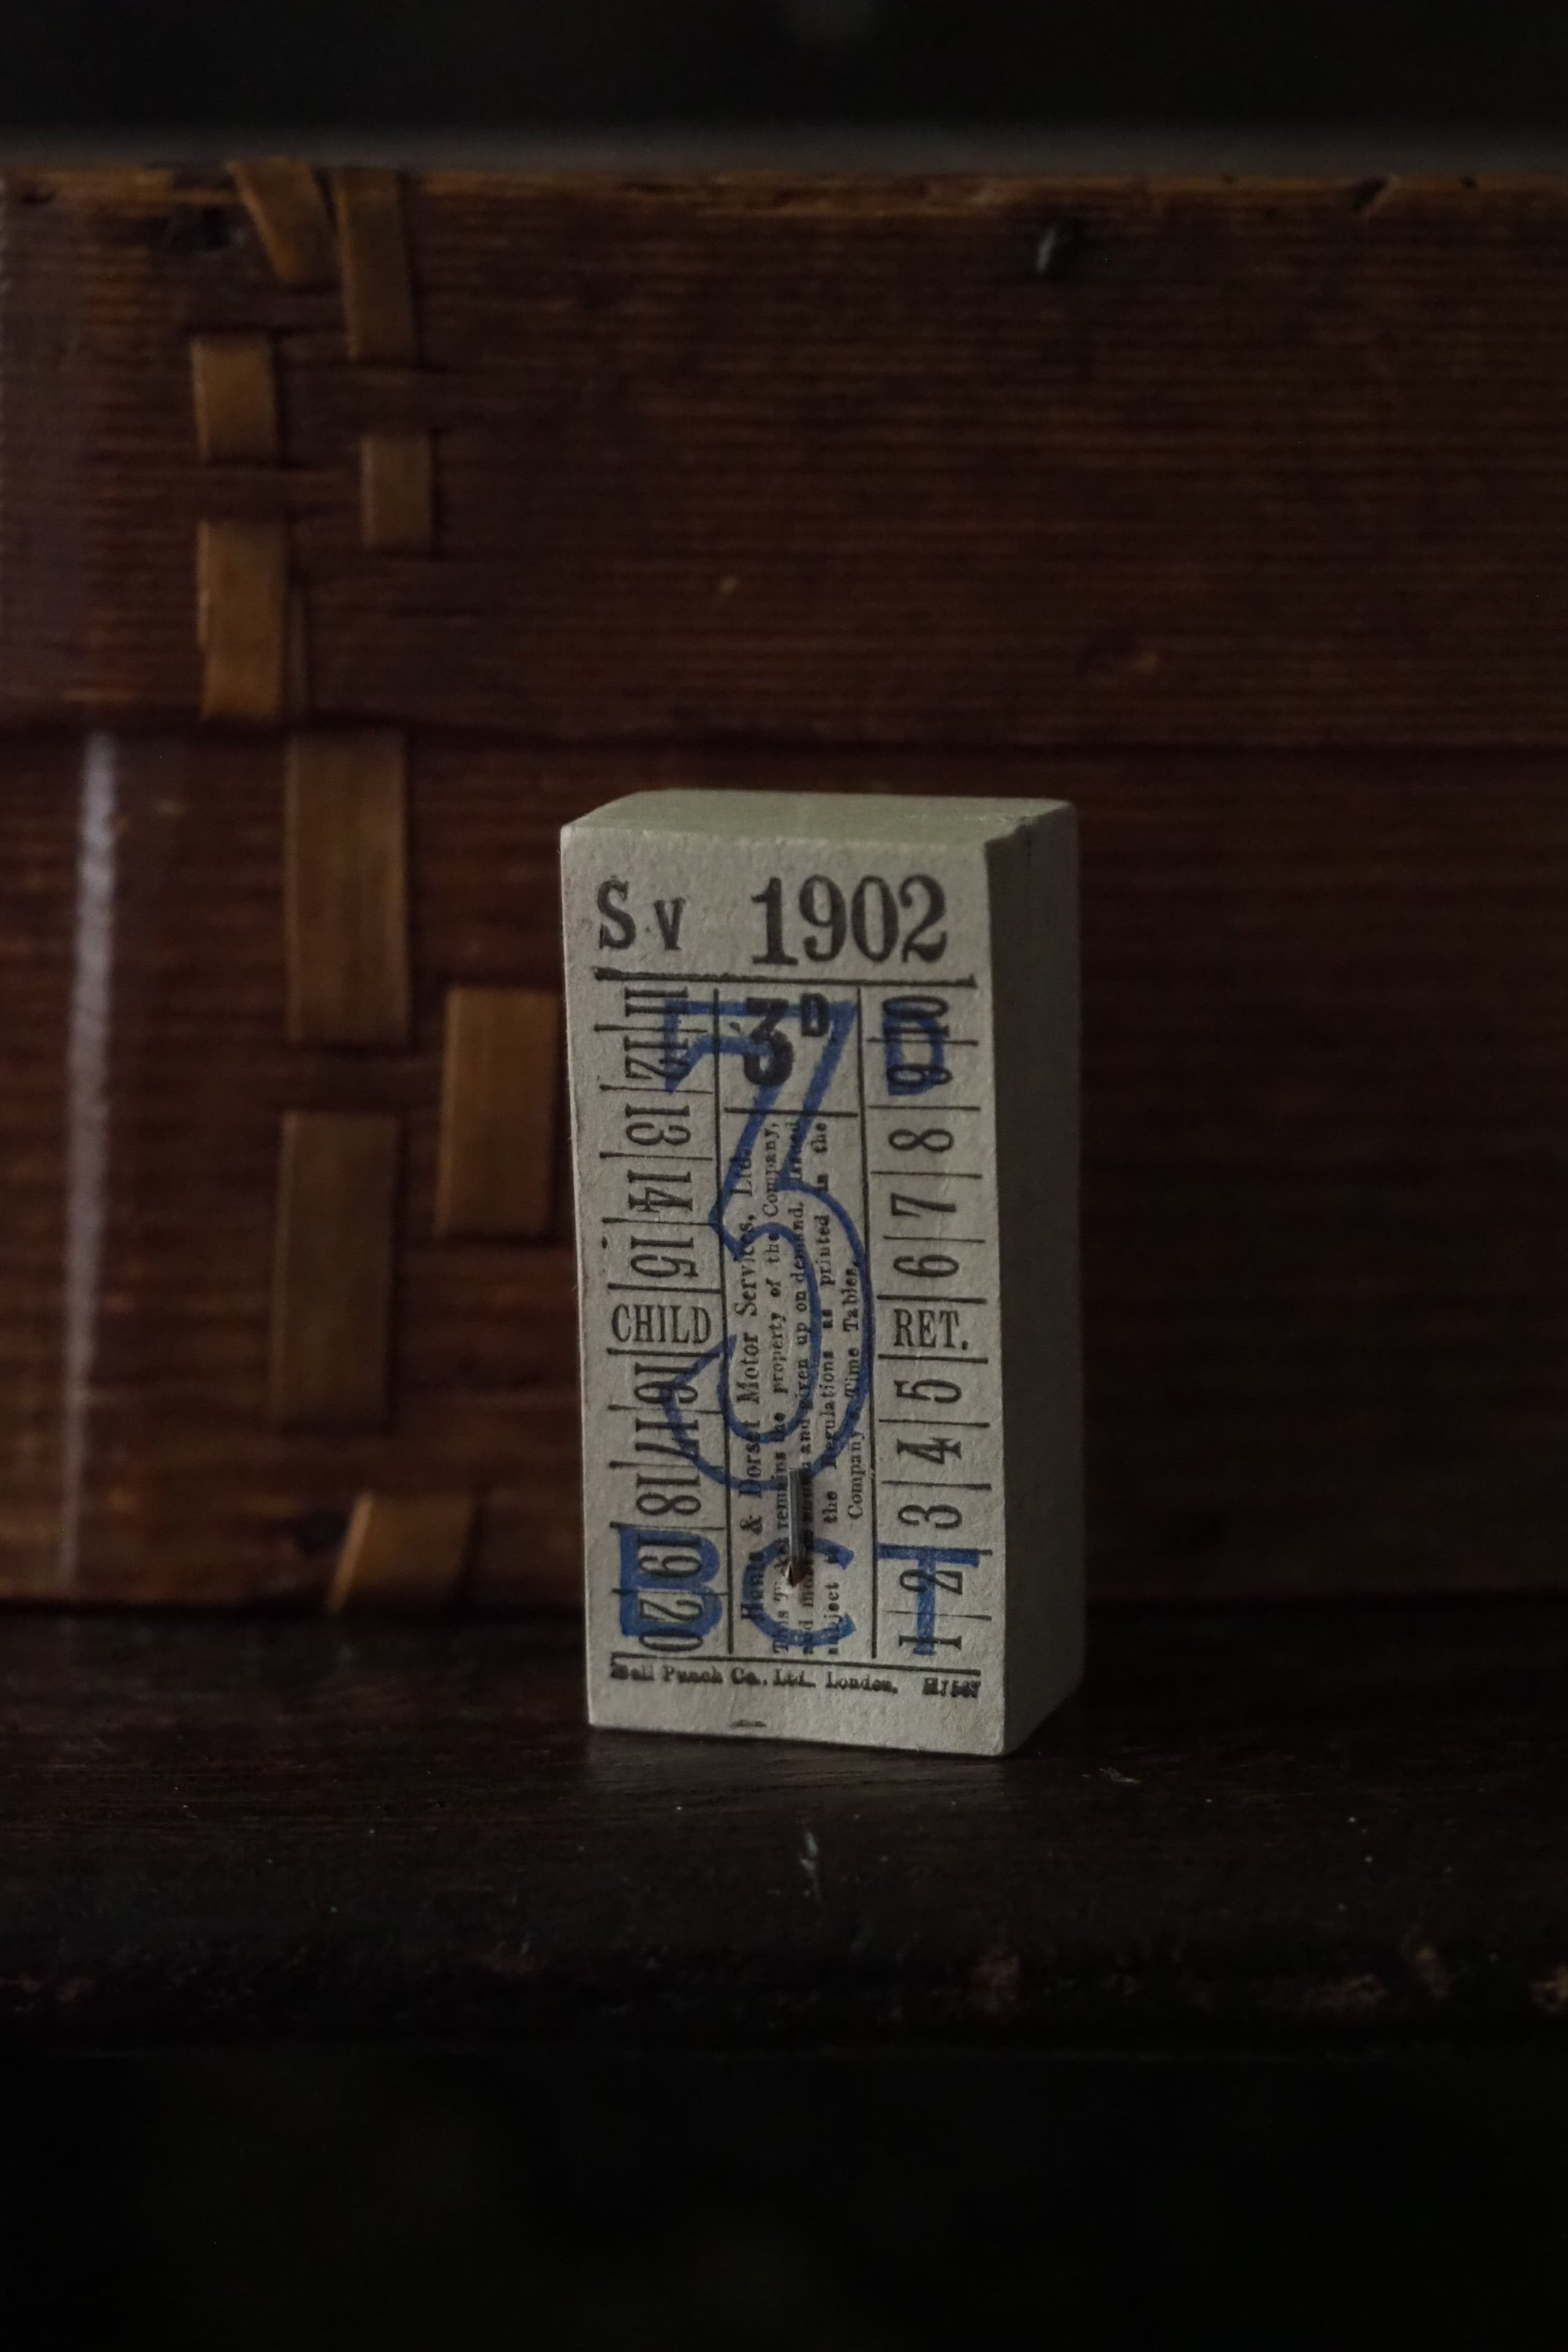 Sv 1902
11
12
13
14
15
CHILD
16
17
18
19
20
3D
Hants & Dorset Motor Services, Ltd.
This Ticket remains the property of the Company,
and must be shown and given up on demand. Issued
subject to the Regulations as printed in the
Company's Time Tables.
10
9
8
7
6
RET.
5
4
3
2
1
3
D
B C T
Bell Punch Co., Ltd. London.